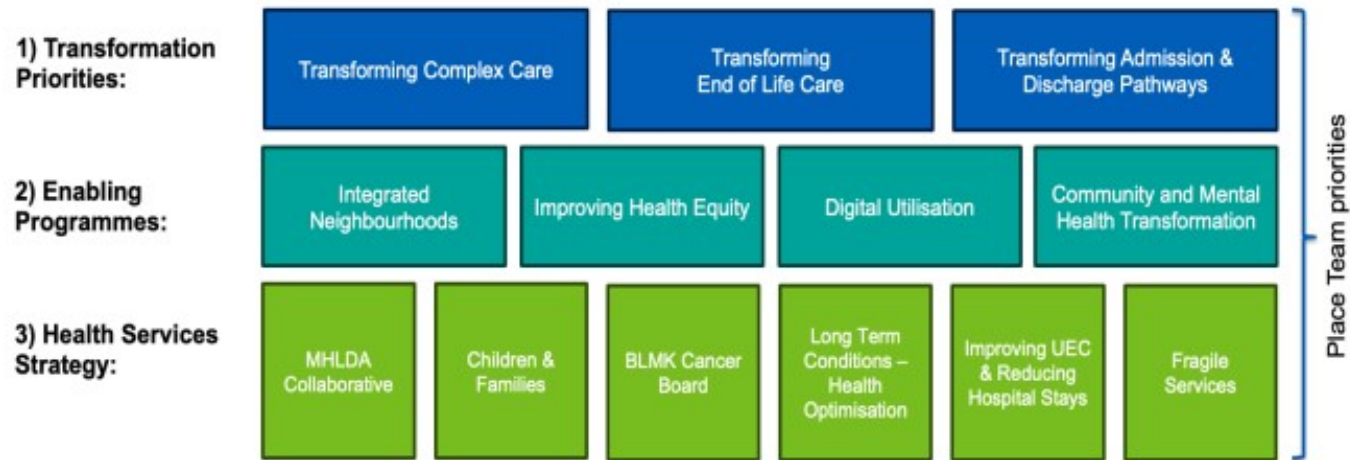 1) Transformation
Priorities:
Transforming Complex Care
Transforming
End of Life Care
Transforming Admission &
Discharge Pathways
2) Enabling
Programmes:
Integrated
Neighbourhoods
Improving Health Equity
Digital Utilisation
Community and Mental
Health Transformation
3) Health Services
Strategy:
MHLDA
Collaborative
Children &
Families
BLMK Cancer
Board
Long Term
Conditions –
Health
Optimisation
Improving UEC
& Reducing
Hospital Stays
Fragile
Services
Place Team priorities